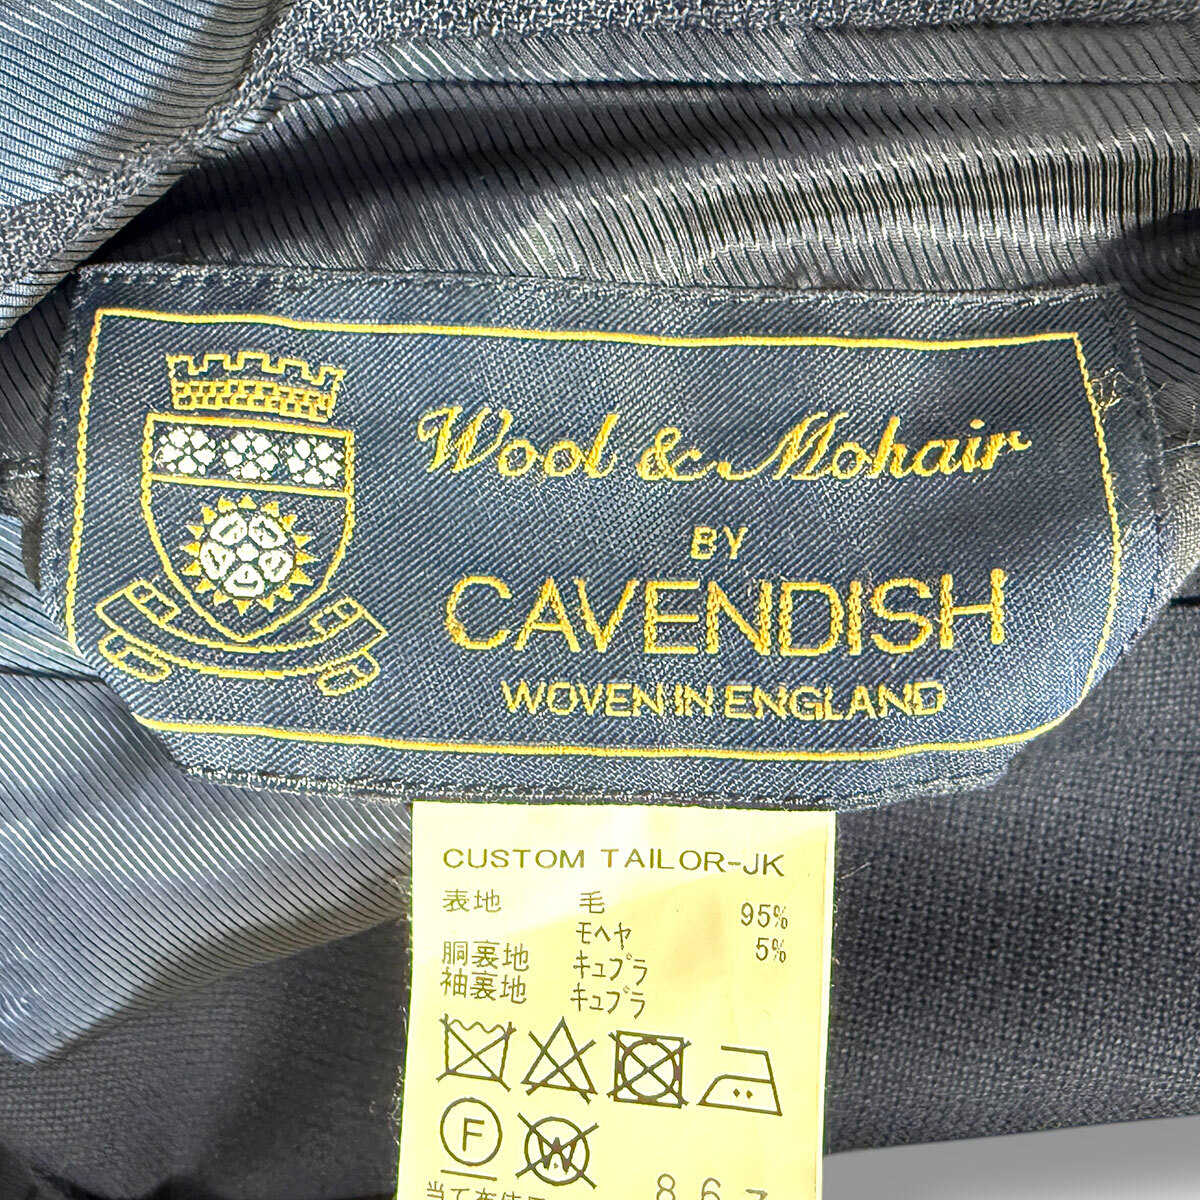 Wool & Mohair
BY
CAVENDISH
WOVEN IN ENGLAND
CUSTOM TAILOR-JK
表地 毛 95%
モヘヤ 5%
胴裏地 キュプラ
袖裏地 キュプラ
F
W